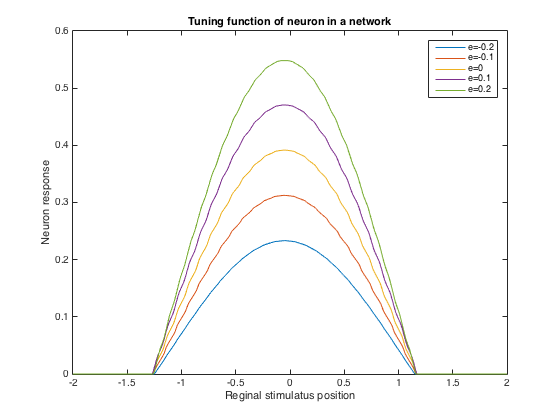 Tuning function of neuron in a network
0.6
0.5
0.4
0.3
0.2
0.1
0
Neuron response
e=-0.2
e=-0.1
e=0
e=0.1
e=0.2
-2
-1.5
-1
-0.5
0
0.5
1
1.5
2
Reginal stimulatus position